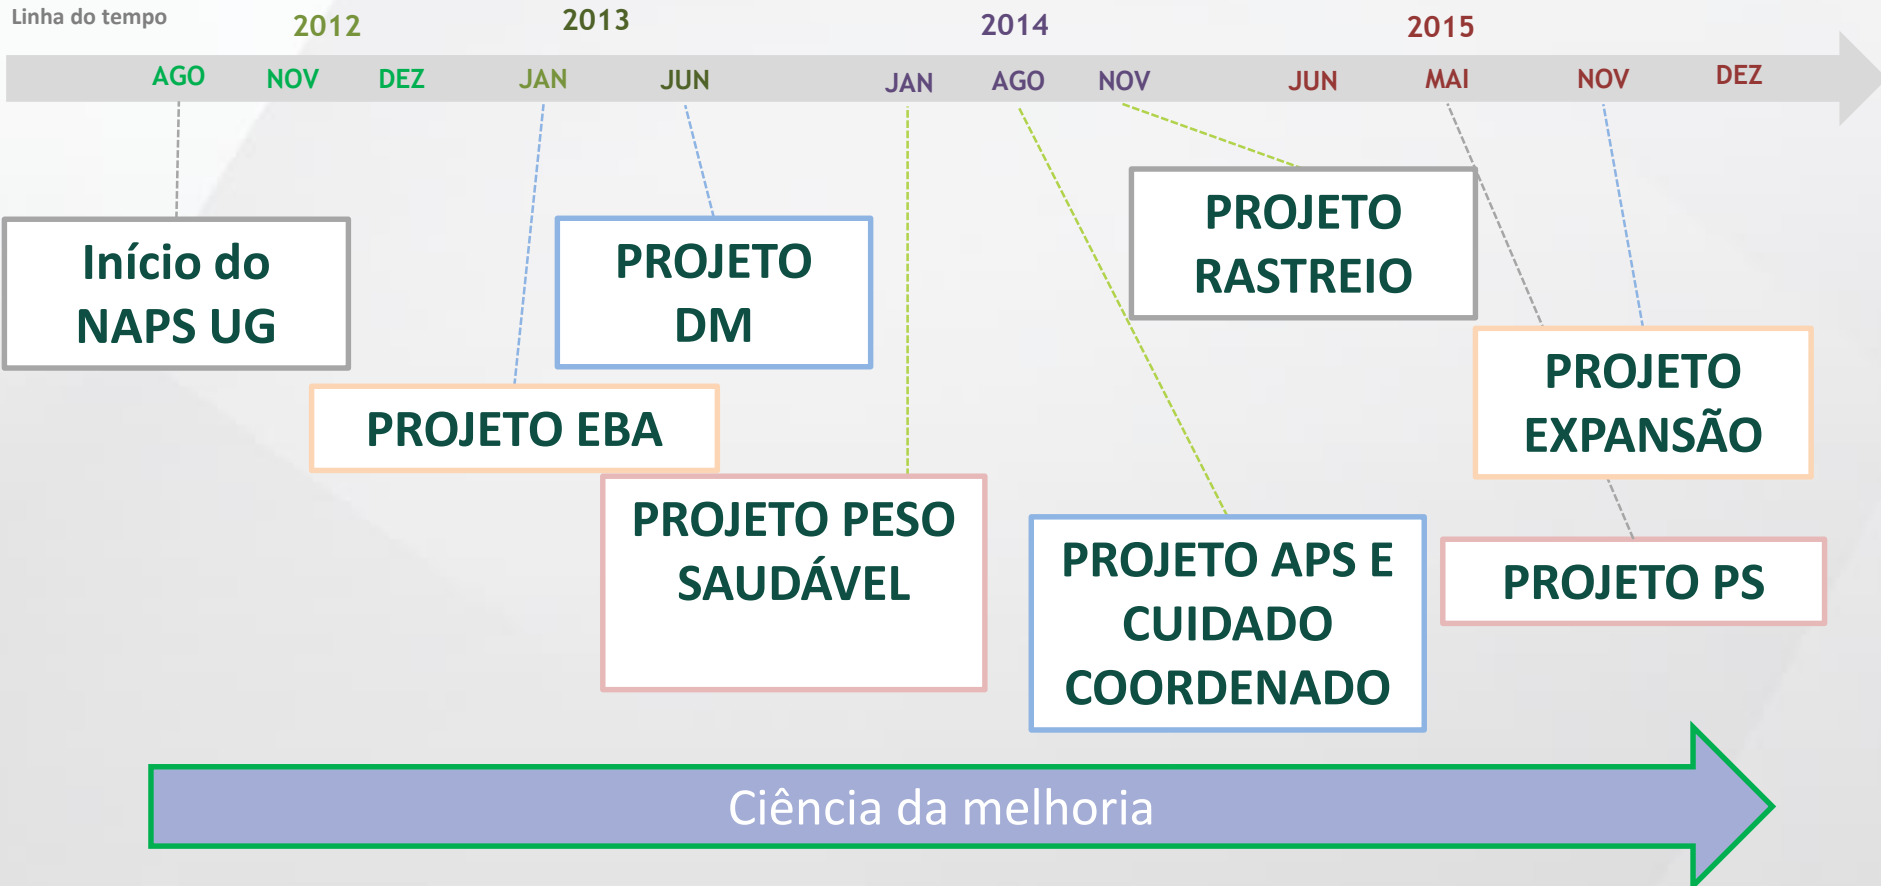 Linha do tempo
2012
2013
2014
2015
AGO
NOV
DEZ
JAN
JUN
JAN
AGO
NOV
JUN
MAI
NOV
DEZ
Início do
NAPS UG
PROJETO EBA
PROJETO
DM
PROJETO PESO
SAUDÁVEL
PROJETO APS E
CUIDADO
COORDENADO
PROJETO
RASTREIO
PROJETO
EXPANSÃO
PROJETO PS
Ciência da melhoria